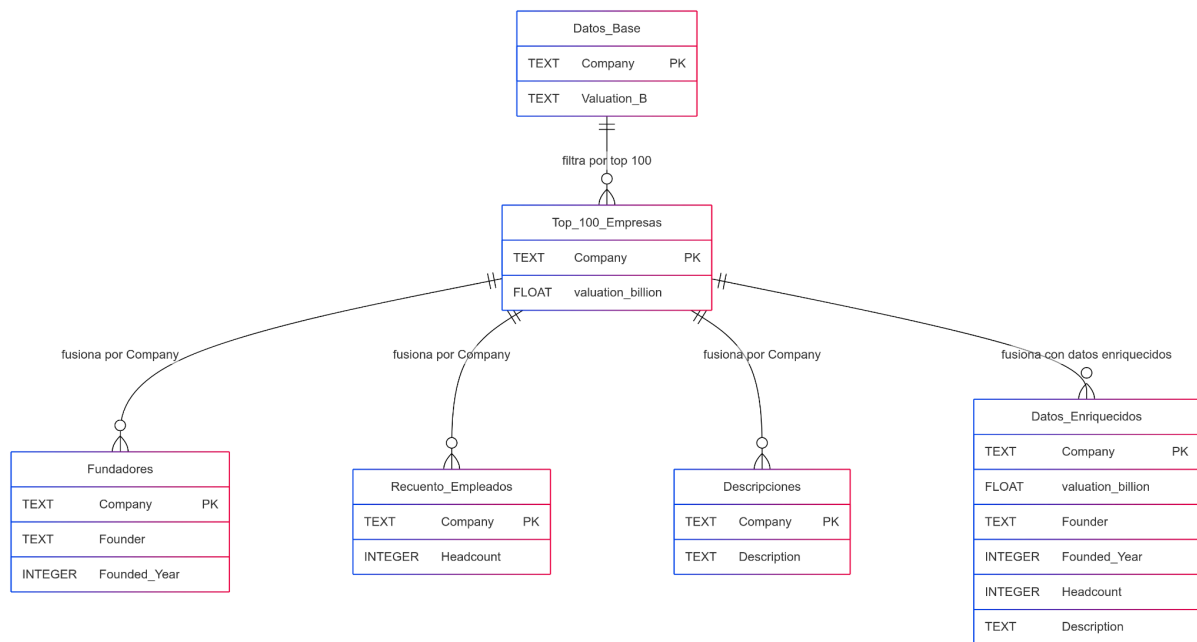 Datos_Base
TEXT Company PK
TEXT Valuation_B
filtra por top 100
Top_100_Empresas
TEXT Company PK
FLOAT valuation_billion
fusiona por Company
fusiona por Company
fusiona por Company
fusiona con datos enriquecidos
Fundadores
TEXT Company PK
TEXT Founder
INTEGER Founded_Year
Recuento_Empleados
TEXT Company PK
INTEGER Headcount
Descripciones
TEXT Company PK
TEXT Description
Datos_Enriquecidos
TEXT Company PK
FLOAT valuation_billion
TEXT Founder
INTEGER Founded_Year
INTEGER Headcount
TEXT Description